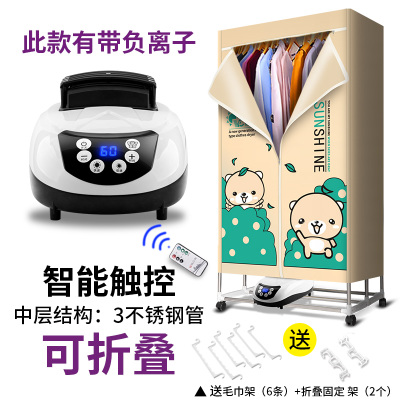 此款有带负离子
60
SUNSHINE
智能触控
中层结构：3不锈钢管
可折叠
送
▲ 送毛巾架（6条）+折叠固定 架（2个）